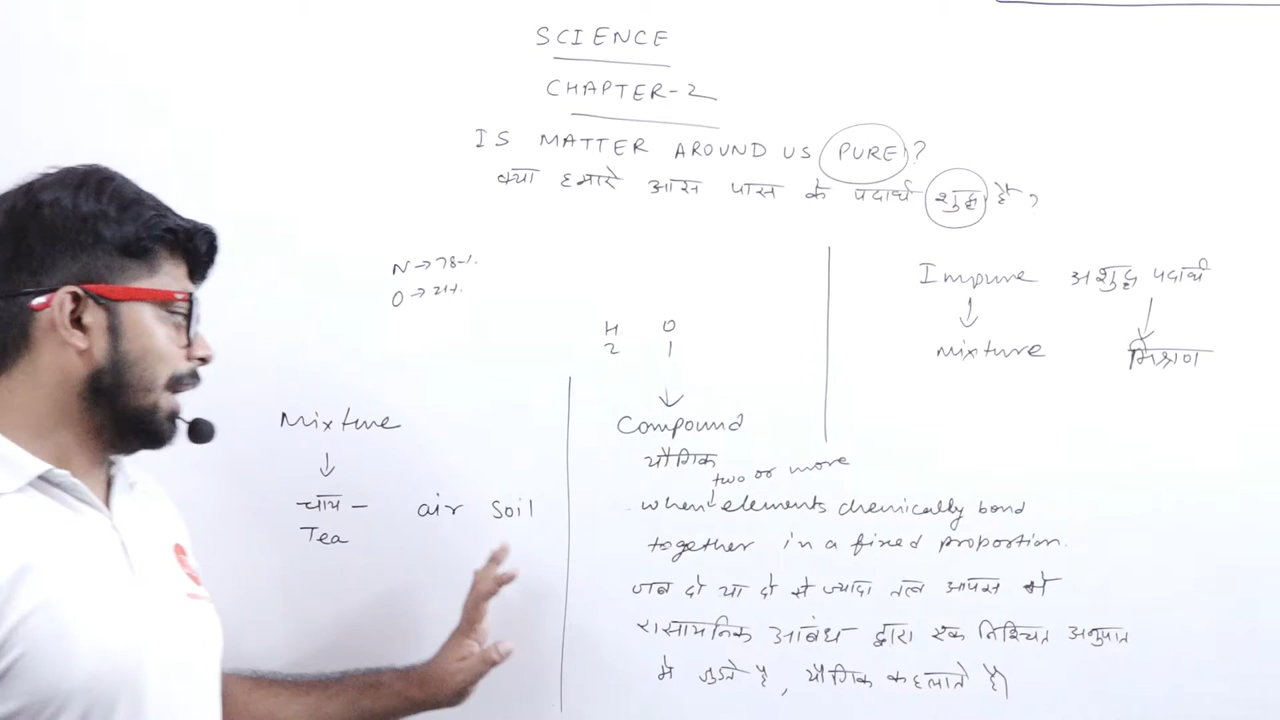 SCIENCE
CHAPTER-2
IS MATTER AROUND US PURE?
क्या हमारे आस पास के पदार्थ शुद्ध है ?
N → 78%.
O → 21%.
H O
2 1
Impure अशुद्ध पदार्थ
↓
mixture मिश्रण
Mixture
↓
चाय - air soil
Tea
↓
Compound
यौगिक
two or more
. when elements chemically bond
together in a fixed proportion.
जब दो या दो से ज्यादा तत्व आपस में
रासायनिक आबंध द्वारा एक निश्चित अनुपात
मे जुडते है, यौगिक कहलाते है।